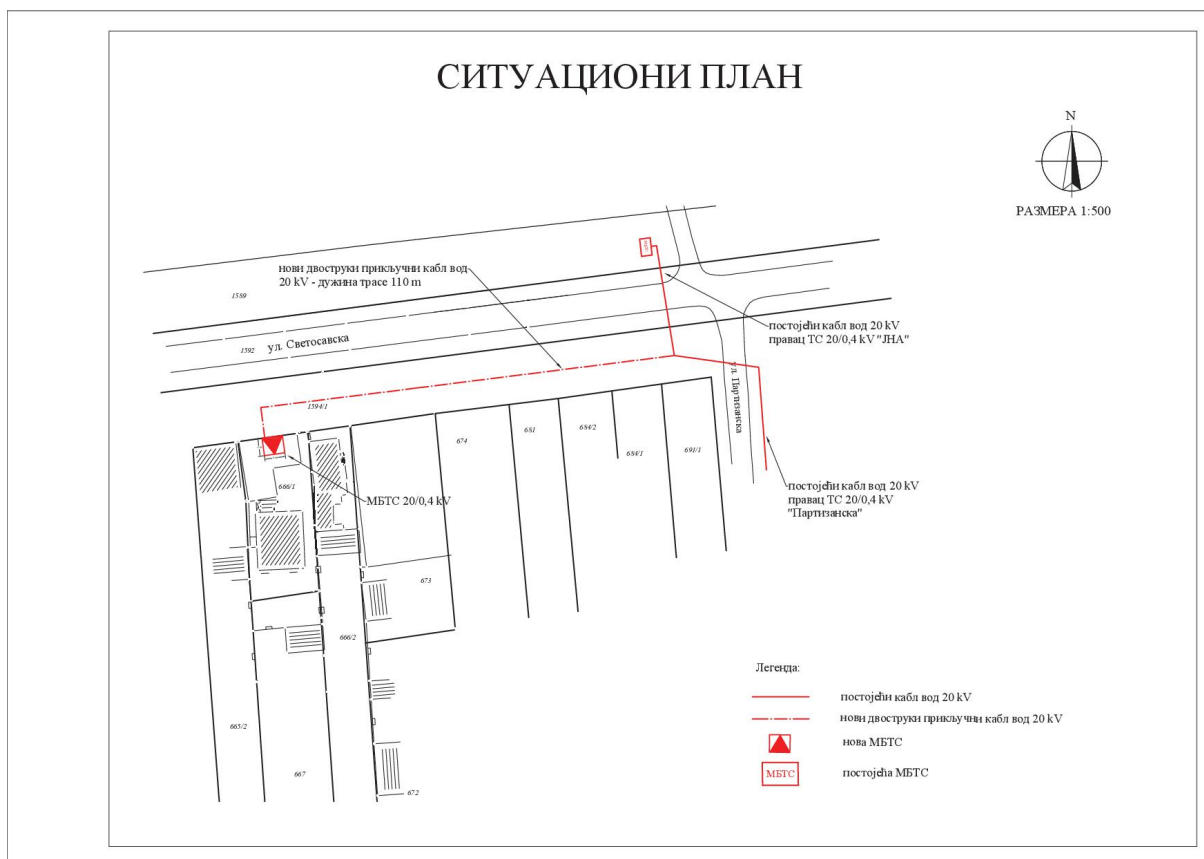 СИТУАЦИОНИ ПЛАН
N
РАЗМЕРА 1:500
нови двоструки прикључни кабл вод
20 kV - дужина трасе 110 m
1589
постојећи кабл вод 20 kV
правац ТС 20/0,4 kV "ЈНА"
1592
ул. Светосавска
ул. Партизанска
1594/1
674
681
684/2
684/1
691/1
666/1
МБТС 20/0,4 kV
постојећи кабл вод 20 kV
правац ТС 20/0,4 kV
"Партизанска"
673
666/2
665/2
667
672
Легенда:
постојећи кабл вод 20 kV
нови двоструки прикључни кабл вод 20 kV
нова МБТС
МБТС
постојећа МБТС